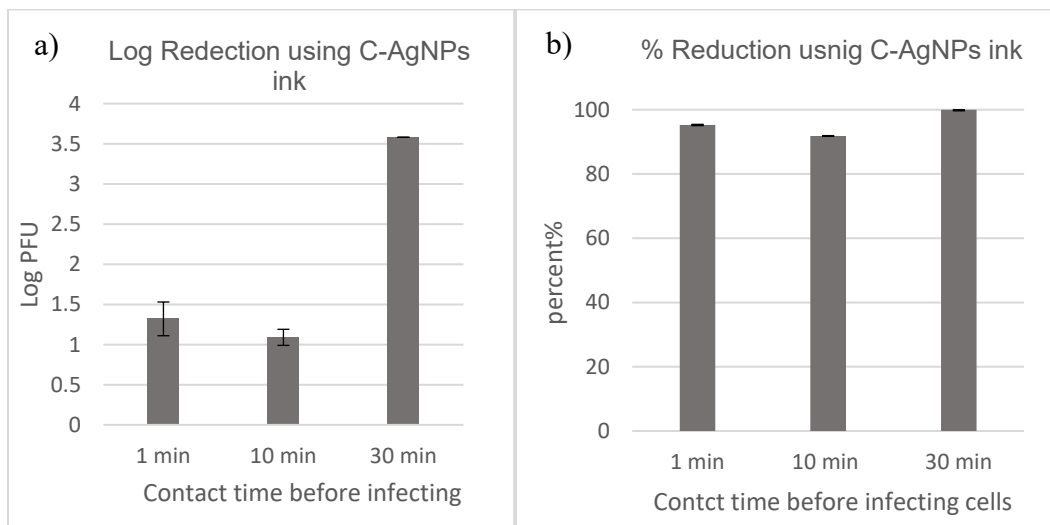 a)
Log Redection using C-AgNPs
ink
4
3.5
3
2.5
2
1.5
1
0.5
0
Log PFU
1 min 10 min 30 min
Contact time before infecting
b)
% Reduction usnig C-AgNPs ink
100
80
60
40
20
0
percent%
1 min 10 min 30 min
Contct time before infecting cells